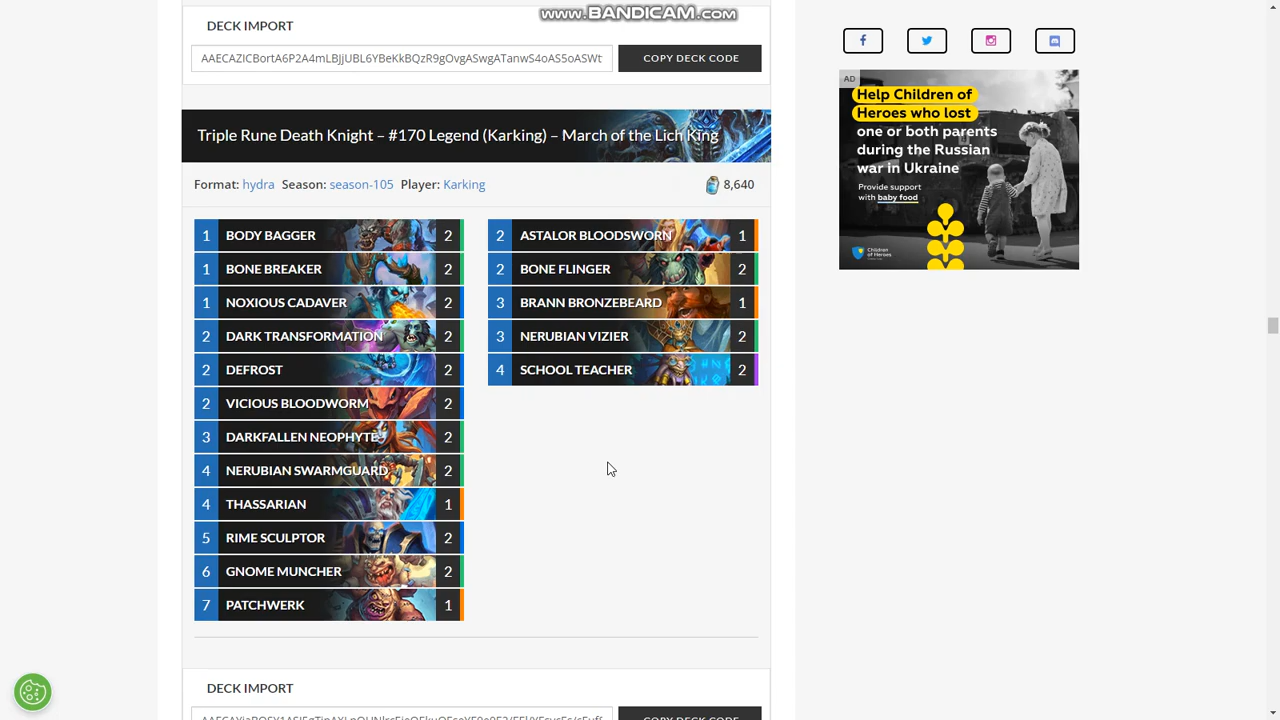 www.BANDICAM.com
DECK IMPORT
COPY DECK CODE
Triple Rune Death Knight – #170 Legend (Karking) – March of the Lich King
Format: hydra Season: season-105 Player: Karking
8,640
1 BODY BAGGER 2
1 BONE BREAKER 2
1 NOXIOUS CADAVER 2
2 DARK TRANSFORMATION 2
2 DEFROST 2
2 VICIOUS BLOODWORM 2
3 DARKFALLEN NEOPHYTE 2
4 NERUBIAN SWARMGUARD 2
4 THASSARIAN 1
5 RIME SCULPTOR 2
6 GNOME MUNCHER 2
7 PATCHWERK 1
2 ASTALOR BLOODSWORN 1
2 BONE FLINGER 2
3 BRANN BRONZEBEARD 1
3 NERUBIAN VIZIER 2
4 SCHOOL TEACHER 2
DECK IMPORT
COPY DECK CODE
AD
Help Children of
Heroes who lost
one or both parents
during the Russian
war in Ukraine
Provide support
with baby food
Children
of Heroes